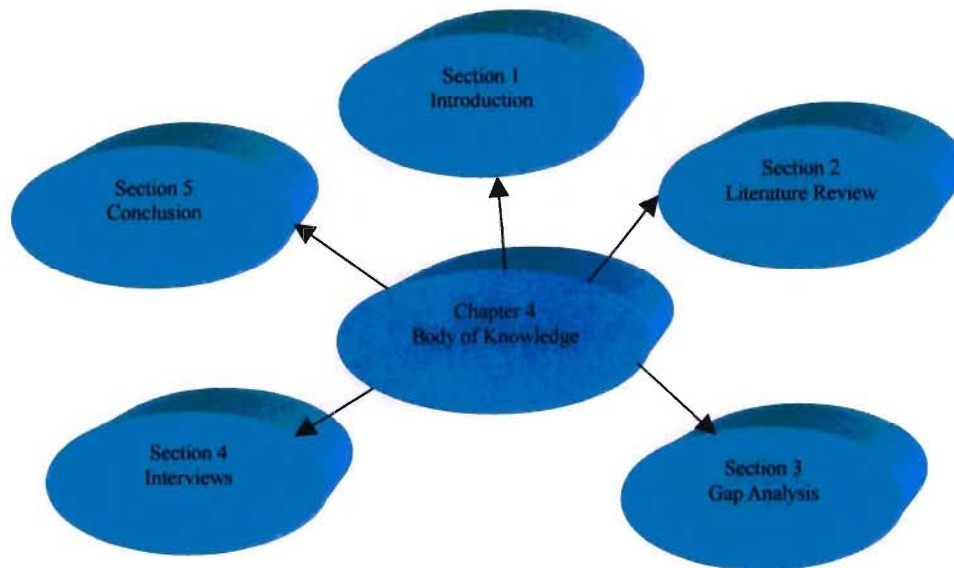 Section 1
Introduction
Section 2
Literature Review
Section 5
Conclusion
Chapter 4
Body of Knowledge
Section 4
Interviews
Section 3
Gap Analysis